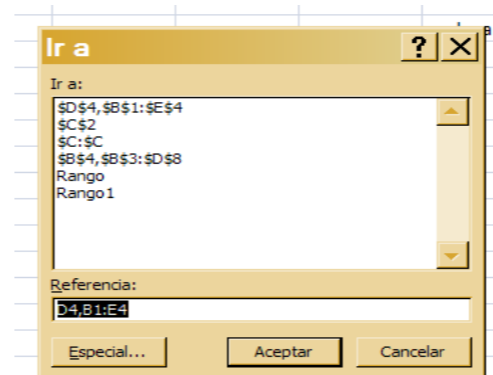 Ir a
Ir a:
$D$4,$B$1:$E$4
$C$2
$C:$C
$B$4,$B$3:$D$8
Rango
Rango1
Referencia:
D4,B1:E4
Especial...
Aceptar
Cancelar